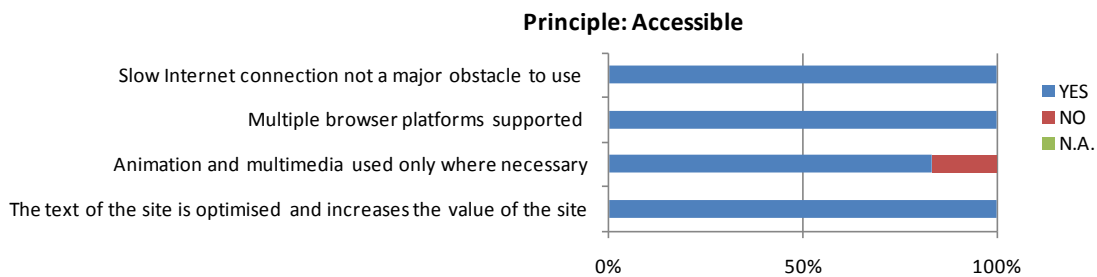 Principle: Accessible
Slow Internet connection not a major obstacle to use
Multiple browser platforms supported
Animation and multimedia used only where necessary
The text of the site is optimised and increases the value of the site
0%
50%
100%
YES
NO
N.A.